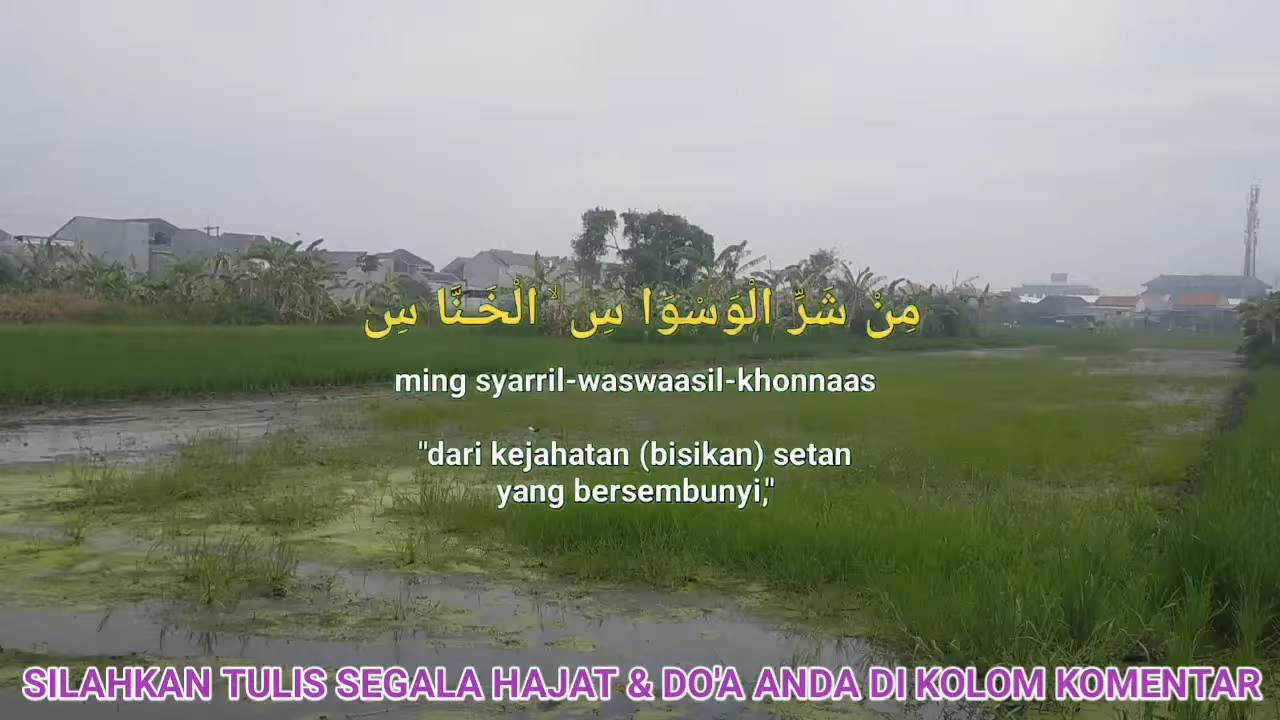 مِنْ شَرِّ الْوَسْوَا سِ ۙ الْخَـنَّا سِ
ming syarril-waswaasil-khonnaas
"dari kejahatan (bisikan) setan
yang bersembunyi,"
SILAHKAN TULIS SEGALA HAJAT & DO'A ANDA DI KOLOM KOMENTAR